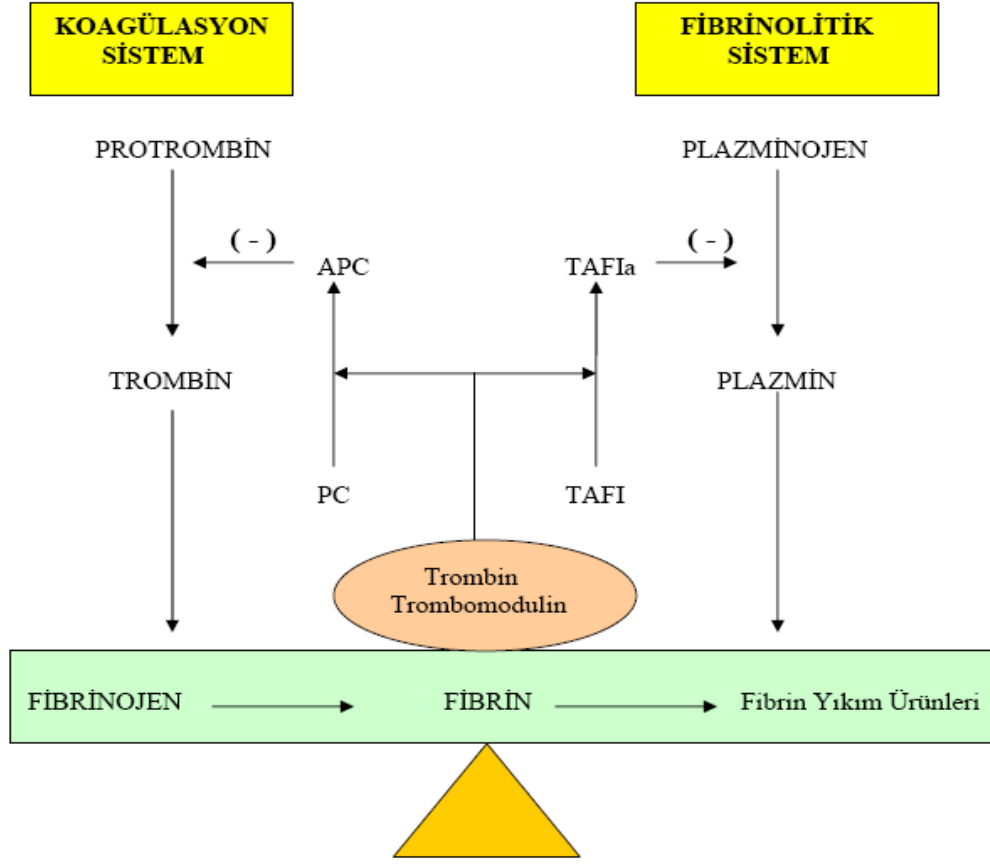 KOAGÜLASYON
SİSTEM
FİBRİNOLİTİK
SİSTEM
PROTROMBİN
PLAZMİNOJEN
( - )
( - )
APC
TAFIa
TROMBİN
PLAZMİN
PC
TAFI
Trombin
Trombomodulin
FİBRİNOJEN
FİBRİN
Fibrin Yıkım Ürünleri